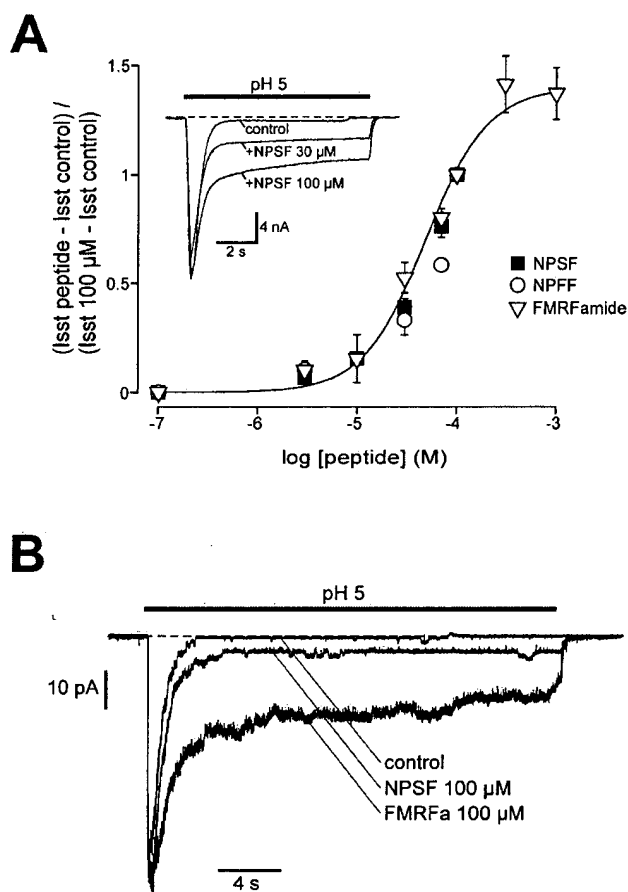 A
(Isst peptide - Isst control) /
(Isst 100 µM - Isst control)
1.5
1
0.5
0
pH 5
control
+NPSF 30 µM
+NPSF 100 µM
4 nA
2 s
NPSF
NPFF
FMRFamide
-7
-6
-5
-4
-3
log [peptide] (M)
B
pH 5
10 pA
control
NPSF 100 µM
FMRFa 100 µM
4 s